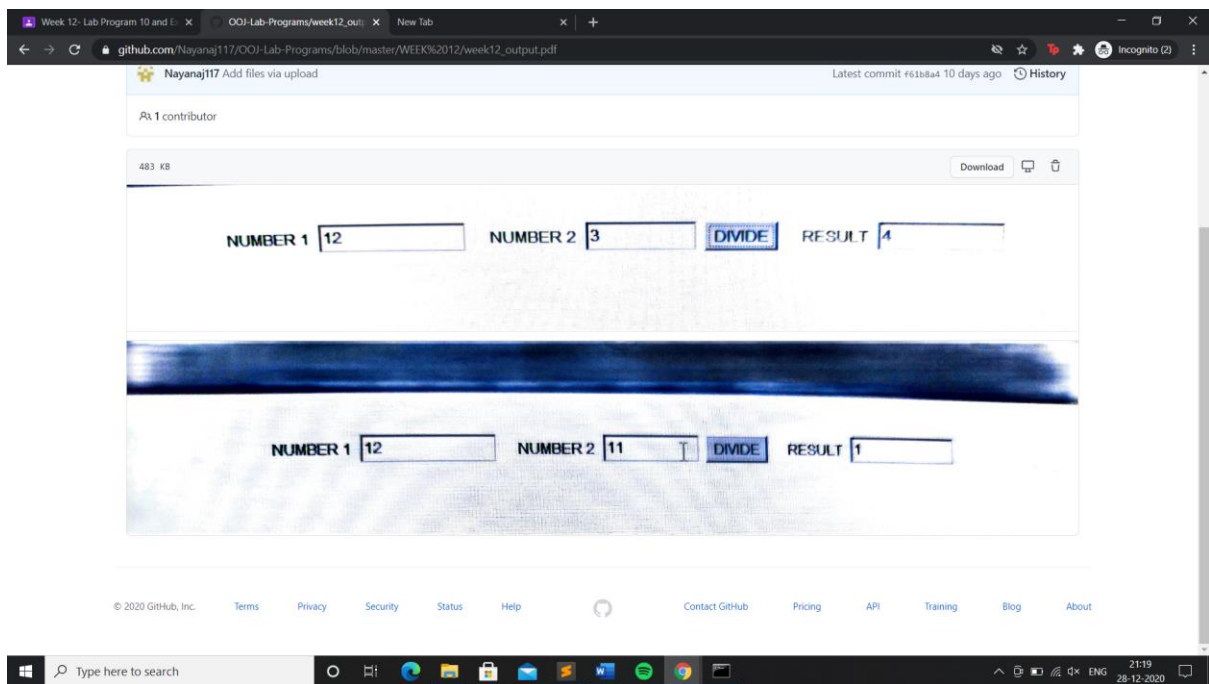 Week 12- Lab Program 10 and E
OOJ-Lab-Programs/week12_outp
New Tab
github.com/Nayanaj117/OOJ-Lab-Programs/blob/master/WEEK%2012/week12_output.pdf
Incognito (2)
Nayanaj117 Add files via upload
Latest commit f61b8a4 10 days ago
History
1 contributor
483 KB
Download
NUMBER 1 12 NUMBER 2 3 DIVIDE RESULT 4
NUMBER 1 12 NUMBER 2 11 DIVIDE RESULT 1
© 2020 GitHub, Inc. Terms Privacy Security Status Help Contact GitHub Pricing API Training Blog About
Type here to search
ENG
21:19
28-12-2020